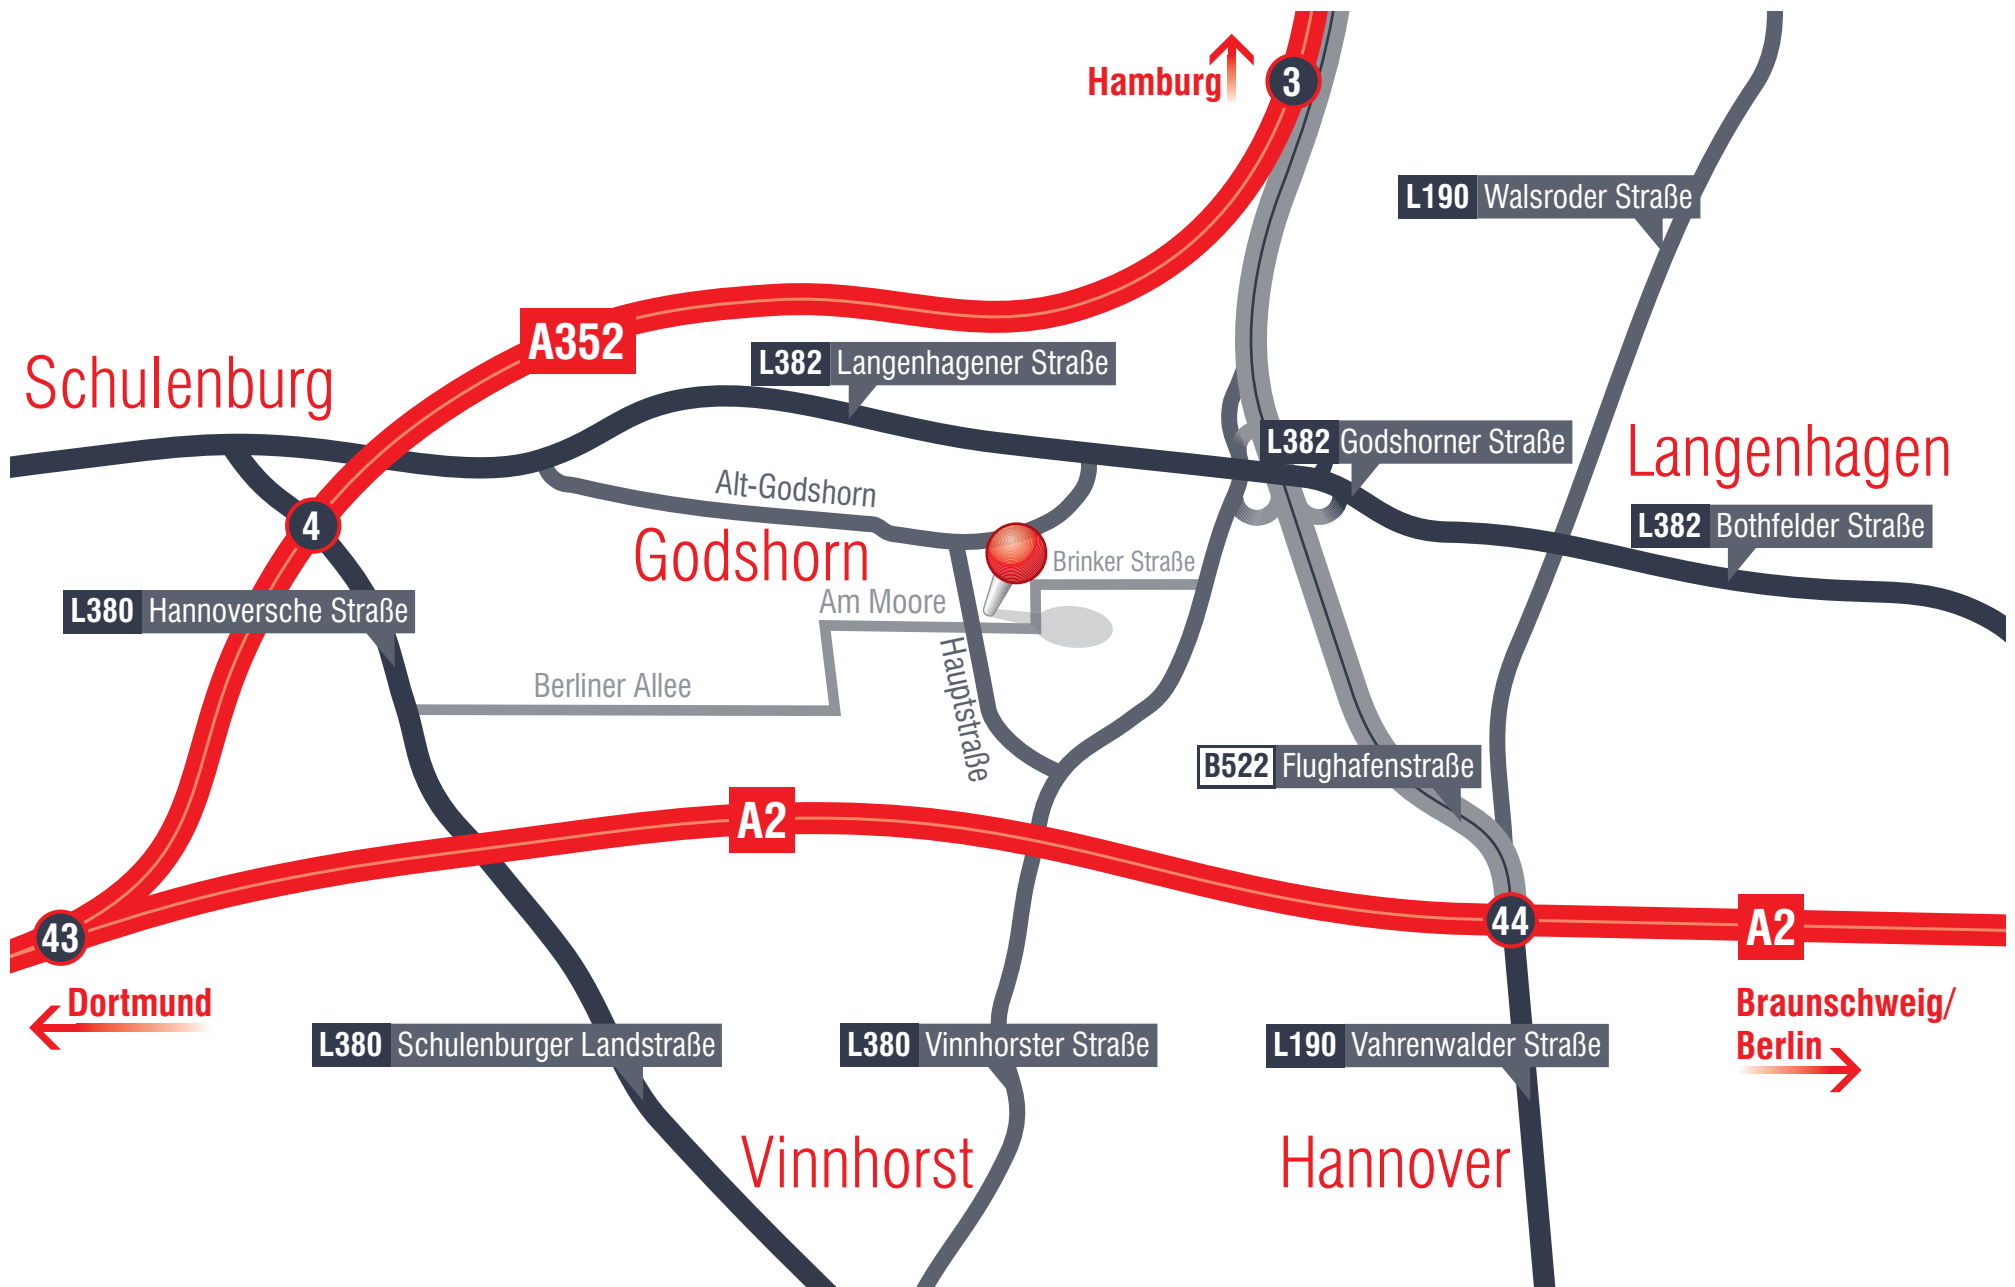 Hamburg
3
L190 Walsroder Straße
A352
L382 Langenhagener Straße
Schulenburg
L382 Godshorner Straße
Langenhagen
Alt-Godshorn
4
L382 Bothfelder Straße
Godshorn
Brinker Straße
Am Moore
L380 Hannoversche Straße
Berliner Allee
Hauptstraße
B522 Flughafenstraße
A2
43
44
A2
Dortmund
Braunschweig/
Berlin
L380 Schulenburger Landstraße
L380 Vinnhorster Straße
L190 Vahrenwalder Straße
Vinnhorst
Hannover